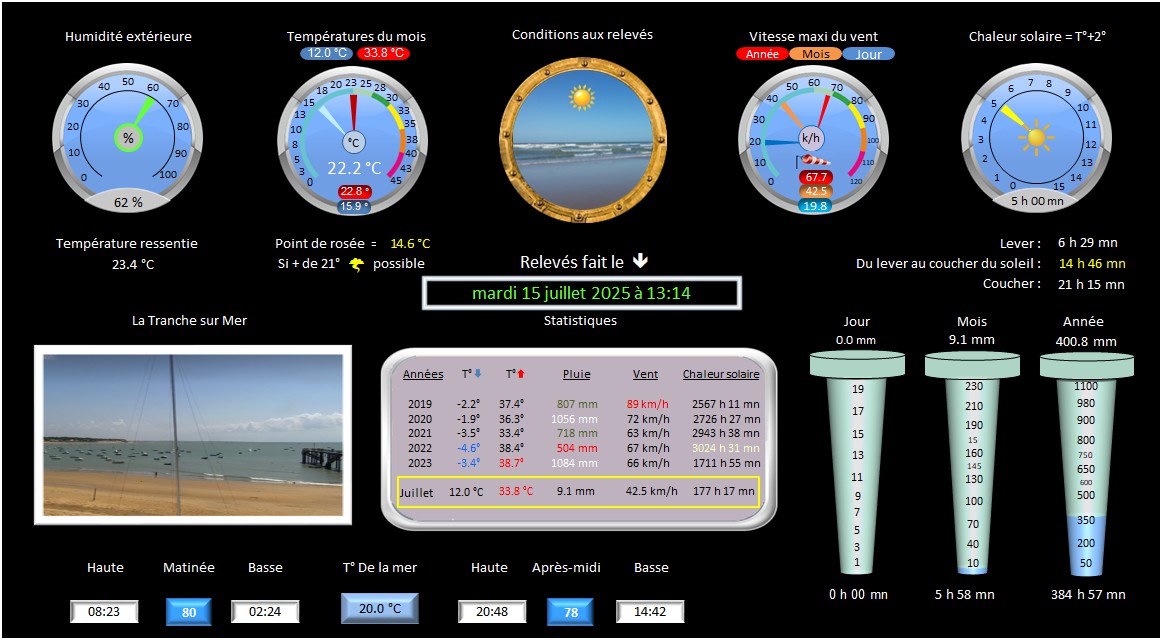 Humidité extérieure
Températures du mois
Conditions aux relevés
Vitesse maxi du vent
Chaleur solaire = T°+2°
12.0 °C 33.8 °C
Année Mois Jour
0 10 20 30 40 50 60 70 80 90 100
%
62 %
0 3 5 8 10 13 15 18 20 23 25 28 30 33 35 38 40 43 45
°C
22.2 °C
22.8 °
15.9 °
0 10 20 30 40 50 60 70 80 90 100 110 120
k/h
67.7
42.5
19.8
0 1 2 3 4 5 6 7 8 9 10 11 12 13 14 15
5 h 00 mn
Température ressentie
23.4 °C
Point de rosée = 14.6 °C
Si + de 21° possible
Relevés fait le
mardi 15 juillet 2025 à 13:14
Lever : 6 h 29 mn
Du lever au coucher du soleil : 14 h 46 mn
Coucher : 21 h 15 mn
La Tranche sur Mer
Statistiques
Années T° T° Pluie Vent Chaleur solaire
2019 -2.2° 37.4° 807 mm 89 km/h 2567 h 11 mn
2020 -1.9° 36.3° 1056 mm 72 km/h 2726 h 27 mn
2021 -3.5° 33.4° 718 mm 63 km/h 2943 h 38 mn
2022 -4.6° 38.4° 504 mm 67 km/h 3024 h 31 mn
2023 -3.4° 38.7° 1084 mm 66 km/h 1711 h 55 mn
Juillet 12.0 °C 33.8 °C 9.1 mm 42.5 km/h 177 h 17 mn
Jour
0.0 mm
19
17
15
13
11
9
7
5
3
1
0 h 00 mn
Mois
9.1 mm
230
210
190
15
160
145
130
100
70
40
10
5 h 58 mn
Année
400.8 mm
1100
980
900
800
750
650
600
500
350
200
50
384 h 57 mn
Haute Matinée Basse T° De la mer Haute Après-midi Basse
08:23 80 02:24 20.0 °C 20:48 78 14:42